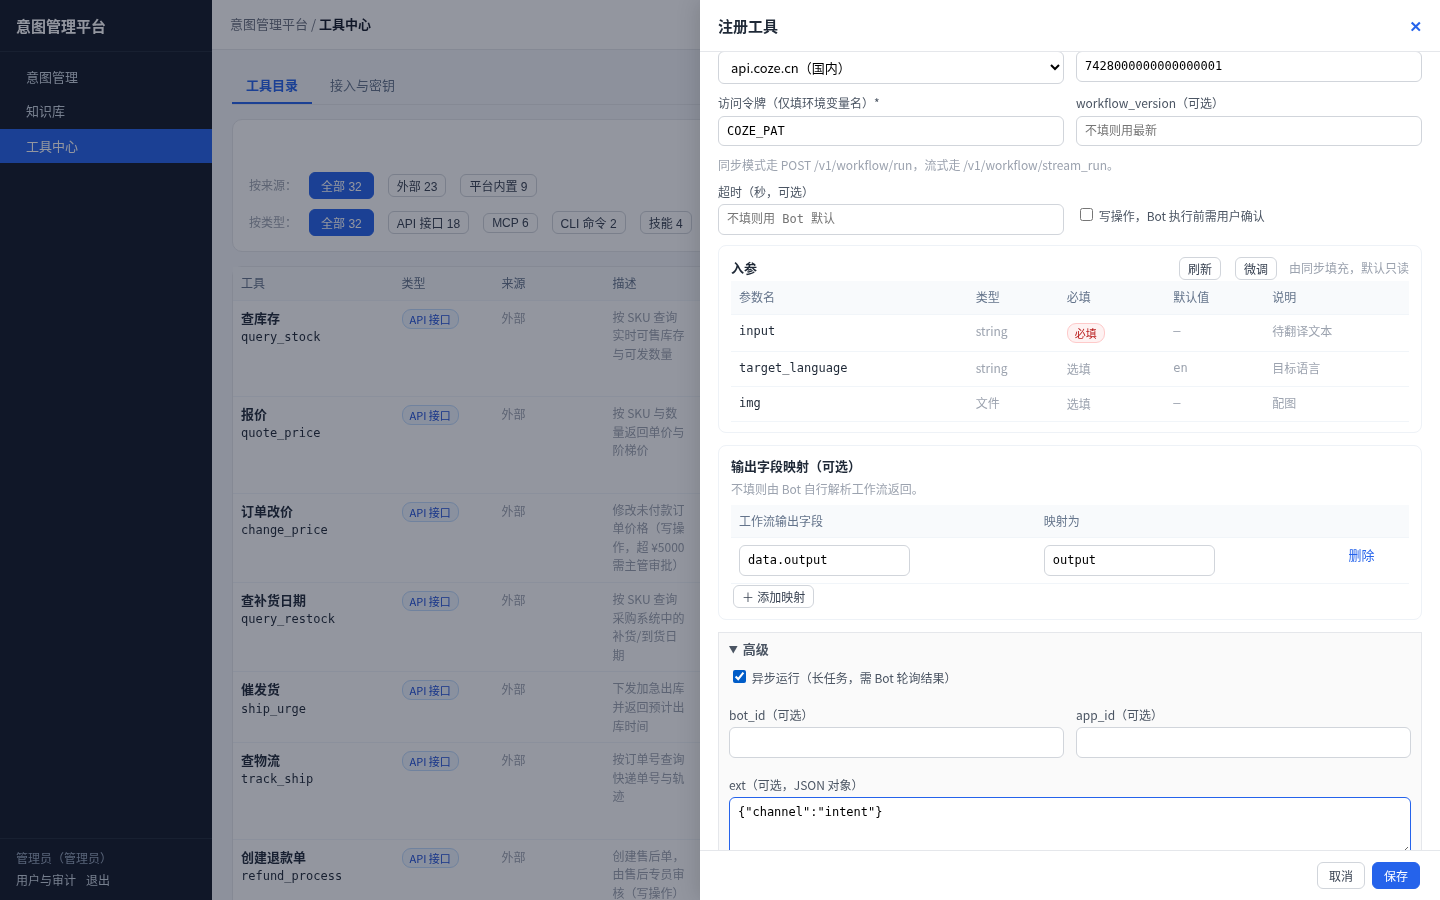 意图管理平台
意图管理
知识库
工具中心
管理员（管理员）
用户与审计 退出
意图管理平台 / 工具中心
工具目录 接入与密钥
按来源： 全部 32 外部 23 平台内置 9
按类型： 全部 32 API 接口 18 MCP 6 CLI 命令 2 技能 4
工具 类型 来源 描述
查库存 API 接口 外部 按 SKU 查询
query_stock 实时可售库存
与可发数量
报价 API 接口 外部 按 SKU 与数
quote_price 量返回单价与
阶梯价
订单改价 API 接口 外部 修改未付款订
change_price 单价格（写操
作，超 ¥5000
需主管审批）
查补货日期 API 接口 外部 按 SKU 查询
query_restock 采购系统中的
补货/到货日
期
催发货 API 接口 外部 下发加急出库
ship_urge 并返回预计出
库时间
查物流 API 接口 外部 按订单号查询
track_ship 快递单号与轨
迹
创建退款单 API 接口 外部 创建售后单，
refund_process 由售后专员审
核（写操作）
注册工具 ×
api.coze.cn（国内） 7428000000000000001
访问令牌（仅填环境变量名）* workflow_version（可选）
COZE_PAT 不填则用最新
同步模式走 POST /v1/workflow/run，流式走 /v1/workflow/stream_run。
超时（秒，可选）
不填则用 Bot 默认 写操作，Bot 执行前需用户确认
入参 刷新 微调 由同步填充，默认只读
参数名 类型 必填 默认值 说明
input string 必填 — 待翻译文本
target_language string 选填 en 目标语言
img 文件 选填 — 配图
输出字段映射（可选）
不填则由 Bot 自行解析工作流返回。
工作流输出字段 映射为
data.output output 删除
＋ 添加映射
▼ 高级
异步运行（长任务，需 Bot 轮询结果）
bot_id（可选） app_id（可选）
ext（可选，JSON 对象）
{"channel":"intent"}
取消 保存